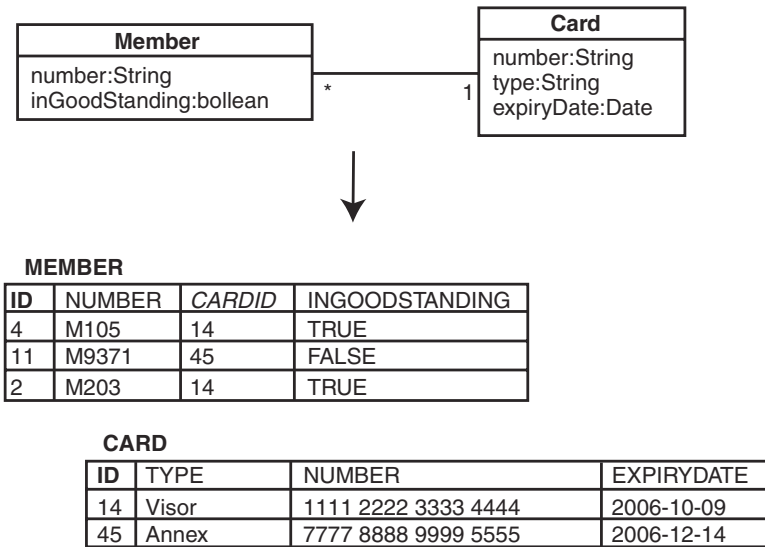 Member
number:String
inGoodStanding:bollean
*
1
Card
number:String
type:String
expiryDate:Date
MEMBER
ID NUMBER CARDID INGOODSTANDING
4 M105 14 TRUE
11 M9371 45 FALSE
2 M203 14 TRUE
CARD
ID TYPE NUMBER EXPIRYDATE
14 Visor 1111 2222 3333 4444 2006-10-09
45 Annex 7777 8888 9999 5555 2006-12-14